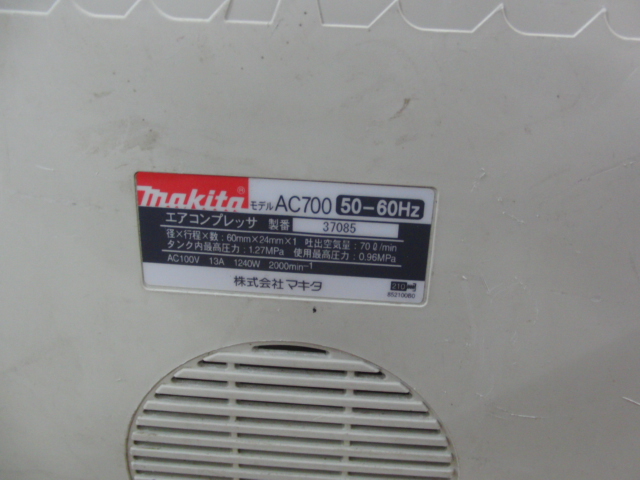 makita® モデル AC700 50-60Hz
エアコンプレッサ 製番 37085
径×行程×数:60mm×24mm×1 吐出空気量:70ℓ/min
タンク内最高圧力:1.27MPa 使用最高圧力:0.96MPa
AC100V 13A 1240W 2000min⁻¹
株式会社 マキタ